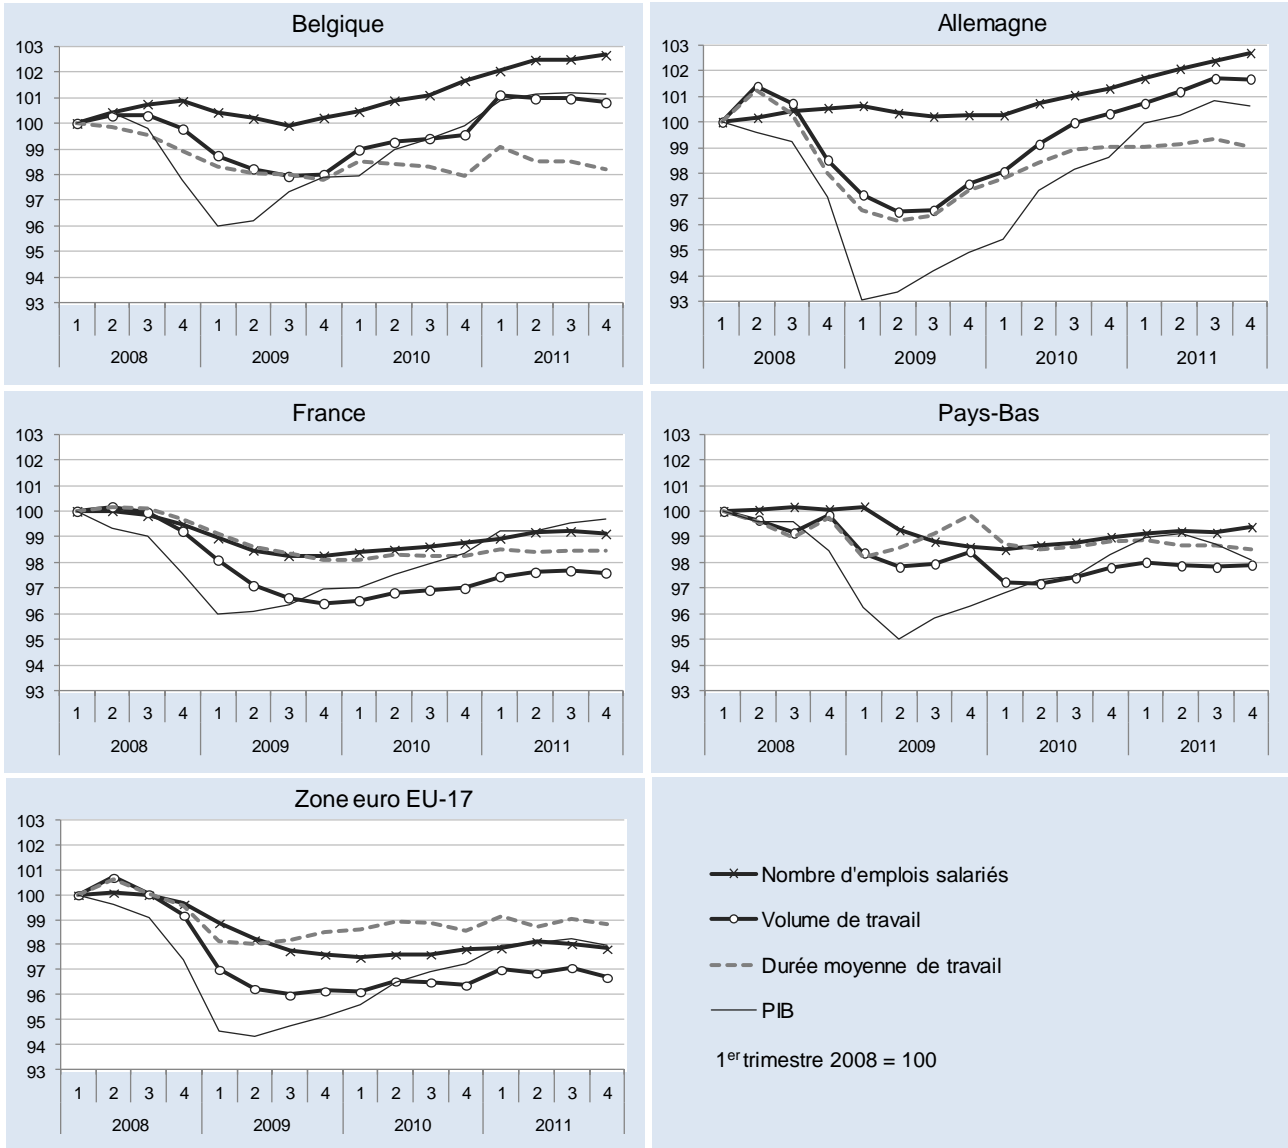 Belgique
103
102
101
100
99
98
97
96
95
94
93
1 2 3 4 1 2 3 4 1 2 3 4 1 2 3 4
2008 2009 2010 2011
Allemagne
103
102
101
100
99
98
97
96
95
94
93
1 2 3 4 1 2 3 4 1 2 3 4 1 2 3 4
2008 2009 2010 2011
France
103
102
101
100
99
98
97
96
95
94
93
1 2 3 4 1 2 3 4 1 2 3 4 1 2 3 4
2008 2009 2010 2011
Pays-Bas
103
102
101
100
99
98
97
96
95
94
93
1 2 3 4 1 2 3 4 1 2 3 4 1 2 3 4
2008 2009 2010 2011
Zone euro EU-17
103
102
101
100
99
98
97
96
95
94
93
1 2 3 4 1 2 3 4 1 2 3 4 1 2 3 4
2008 2009 2010 2011
Nombre d'emplois salariés
Volume de travail
Durée moyenne de travail
PIB
1er trimestre 2008 = 100